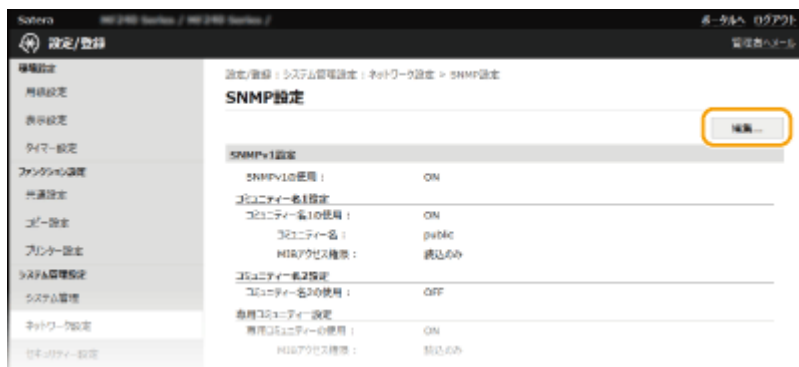 Satera MF240 Series / MF240 Series / ポータルへ ログアウト
設定/登録 管理者へメール
環境設定
用紙設定
表示設定
タイマー設定
ファンクション設定
共通設定
コピー設定
プリンター設定
システム管理設定
システム管理
ネットワーク設定
セキュリティー設定
設定/登録 : システム管理設定 : ネットワーク設定 > SNMP設定
SNMP設定
編集...
SNMPv1設定
SNMPv1の使用 : ON
コミュニティー名1設定
コミュニティー名1の使用 : ON
コミュニティー名 : public
MIBアクセス権限 : 読込のみ
コミュニティー名2設定
コミュニティー名2の使用 : OFF
専用コミュニティー設定
専用コミュニティーの使用 : ON
MIBアクセス権限 : 読込のみ